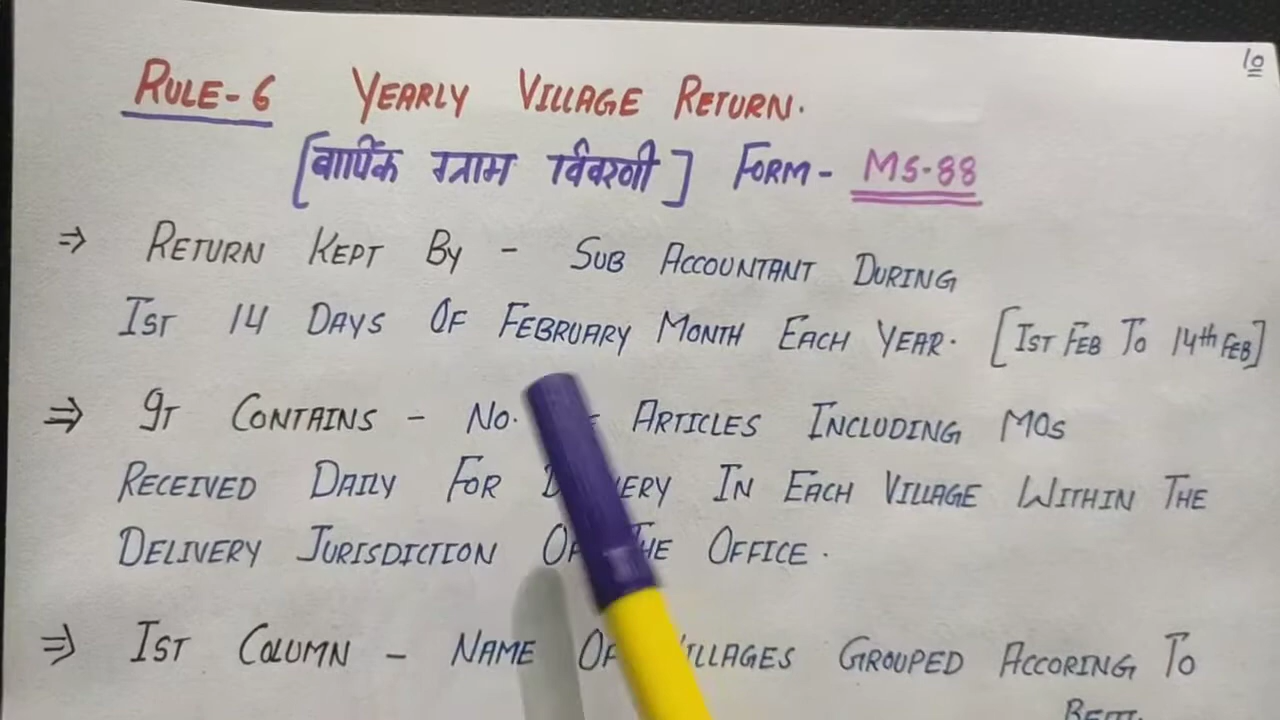 10
RULE-6 YEARLY VILLAGE RETURN.
[वार्षिक ग्राम विवरणी] FORM- MS-88
⇒ RETURN KEPT BY - SUB ACCOUNTANT DURING
IST 14 DAYS OF FEBRUARY MONTH EACH YEAR. [IST FEB TO 14th FEB]
⇒ IT CONTAINS - NO. ARTICLES INCLUDING MOs
RECEIVED DAILY FOR IN EACH VILLAGE WITHIN THE
DELIVERY JURISDICTION OF THE OFFICE.
⇒ IST COLUMN - NAME OF VILLAGES GROUPED ACCORING TO